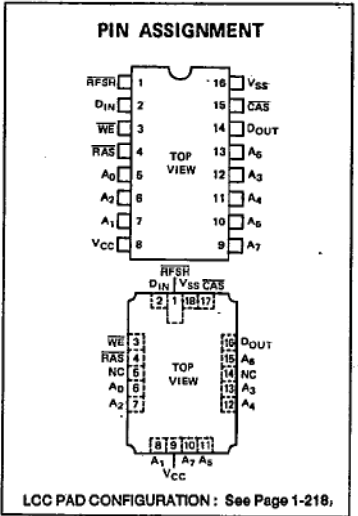 PIN ASSIGNMENT
RFSH 1 16 VSS
DIN 2 15 CAS
WE 3 14 DOUT
RAS 4 13 A6
TOP VIEW
A0 5 12 A3
A2 6 11 A4
A1 7 10 A5
VCC 8 9 A7
RFSH
DIN VSS CAS
2 1 18 17
WE 3 16 DOUT
RAS 4 15 A6
NC 5 14 NC
A0 6 13 A3
A2 7 12 A4
TOP VIEW
8 9 10 11
A1 A7 A5
VCC
LCC PAD CONFIGURATION : See Page 1-218,